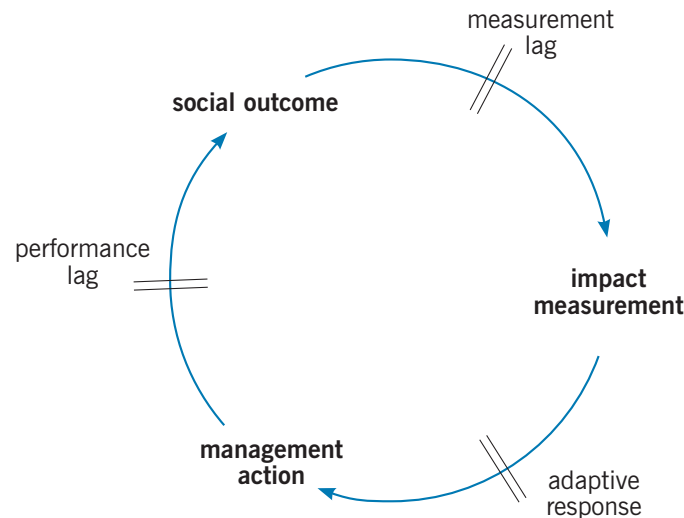 measurement
lag
social outcome
performance
lag
impact
measurement
management
action
adaptive
response